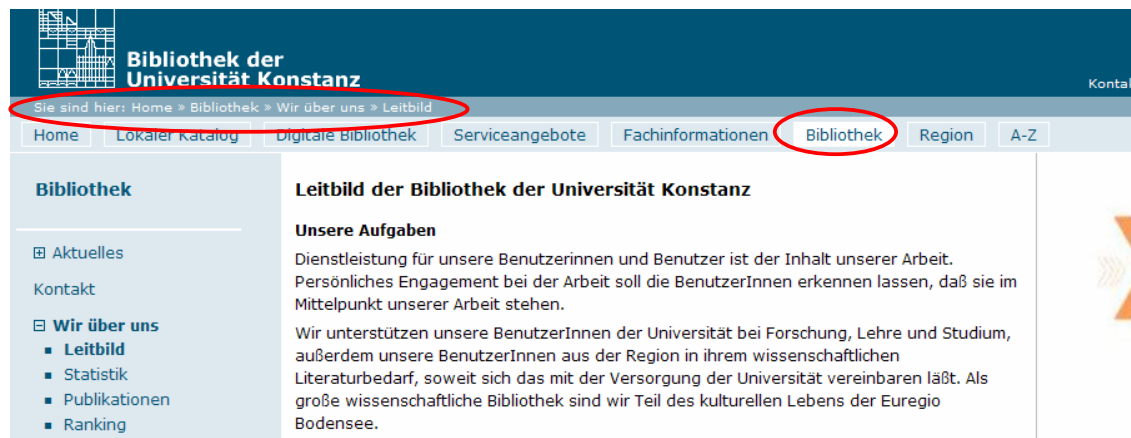 Bibliothek der
Universität Konstanz
Sie sind hier: Home » Bibliothek » Wir über uns » Leitbild
Home Lokaler Katalog Digitale Bibliothek Serviceangebote Fachinformationen Bibliothek Region A-Z
Bibliothek
⊞ Aktuelles
Kontakt
⊟ Wir über uns
▪ Leitbild
▪ Statistik
▪ Publikationen
▪ Ranking
Leitbild der Bibliothek der Universität Konstanz
Unsere Aufgaben
Dienstleistung für unsere Benutzerinnen und Benutzer ist der Inhalt unserer Arbeit.
Persönliches Engagement bei der Arbeit soll die BenutzerInnen erkennen lassen, daß sie im
Mittelpunkt unserer Arbeit stehen.
Wir unterstützen unsere BenutzerInnen der Universität bei Forschung, Lehre und Studium,
außerdem unsere BenutzerInnen aus der Region in ihrem wissenschaftlichen
Literaturbedarf, soweit sich das mit der Versorgung der Universität vereinbaren läßt. Als
große wissenschaftliche Bibliothek sind wir Teil des kulturellen Lebens der Euregio
Bodensee.